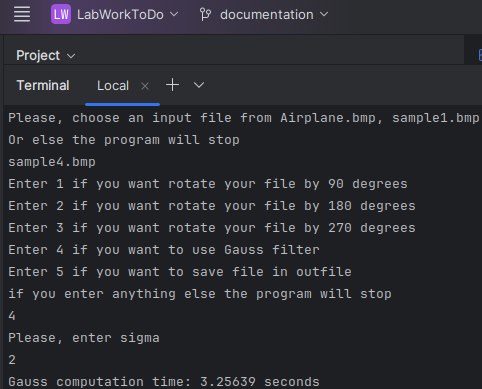 LW LabWorkToDo documentation
Project
Terminal Local
Please, choose an input file from Airplane.bmp, sample1.bmp
Or else the program will stop
sample4.bmp
Enter 1 if you want rotate your file by 90 degrees
Enter 2 if you want rotate your file by 180 degrees
Enter 3 if you want rotate your file by 270 degrees
Enter 4 if you want to use Gauss filter
Enter 5 if you want to save file in outfile
if you enter anything else the program will stop
4
Please, enter sigma
2
Gauss computation time: 3.25639 seconds